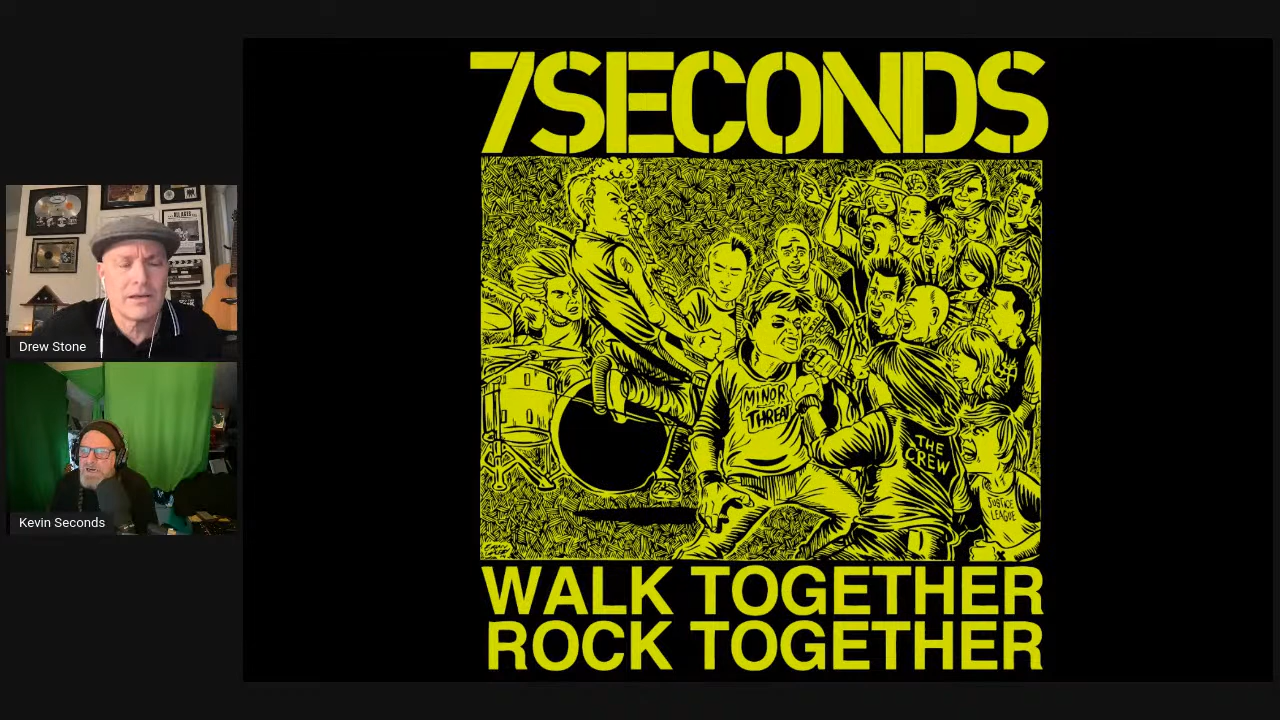 7SECONDS
Drew Stone
Kevin Seconds
MINOR
THREAT
THE
CREW
JUSTICE
LEAGUE
WALK TOGETHER
ROCK TOGETHER